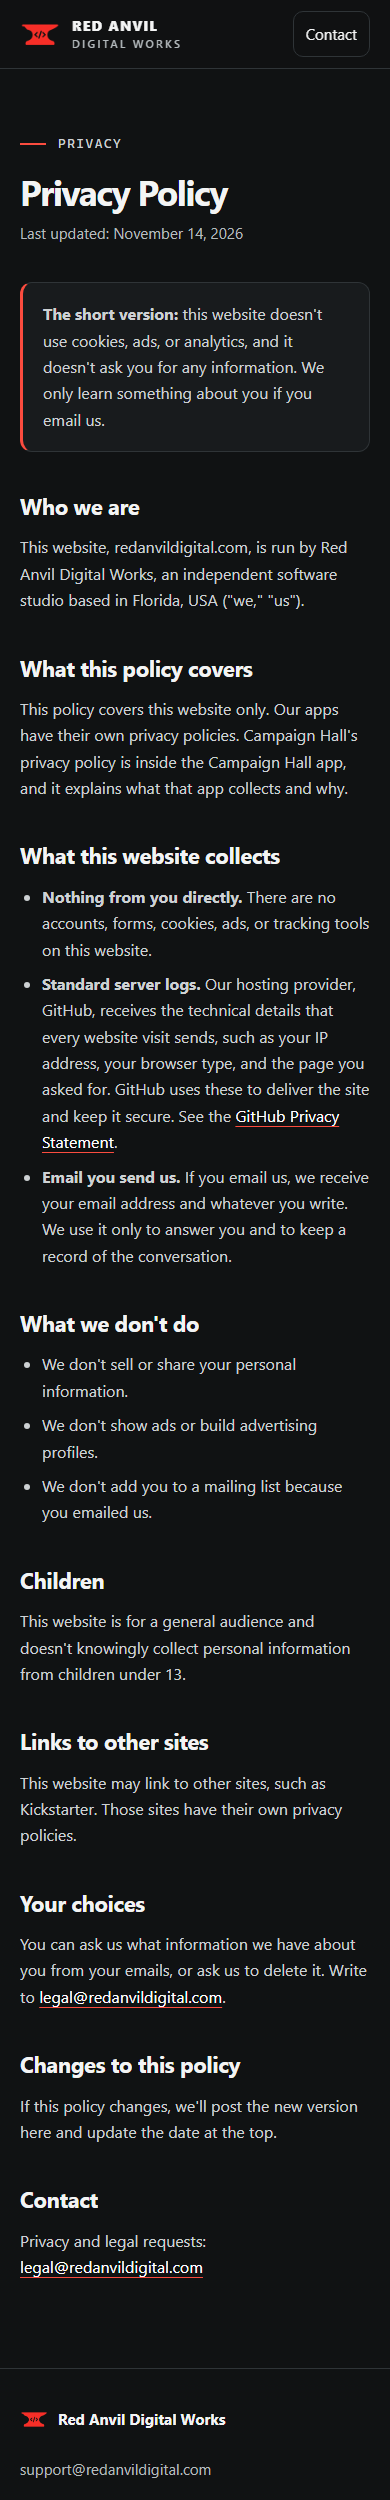 RED ANVIL
DIGITAL WORKS
Contact
PRIVACY
Privacy Policy
Last updated: November 14, 2026
The short version: this website doesn't
use cookies, ads, or analytics, and it
doesn't ask you for any information. We
only learn something about you if you
email us.
Who we are
This website, redanvildigital.com, is run by Red
Anvil Digital Works, an independent software
studio based in Florida, USA ("we," "us").
What this policy covers
This policy covers this website only. Our apps
have their own privacy policies. Campaign Hall's
privacy policy is inside the Campaign Hall app,
and it explains what that app collects and why.
What this website collects
• Nothing from you directly. There are no
accounts, forms, cookies, ads, or tracking tools
on this website.
• Standard server logs. Our hosting provider,
GitHub, receives the technical details that
every website visit sends, such as your IP
address, your browser type, and the page you
asked for. GitHub uses these to deliver the site
and keep it secure. See the GitHub Privacy
Statement.
• Email you send us. If you email us, we receive
your email address and whatever you write.
We use it only to answer you and to keep a
record of the conversation.
What we don't do
• We don't sell or share your personal
information.
• We don't show ads or build advertising
profiles.
• We don't add you to a mailing list because
you emailed us.
Children
This website is for a general audience and
doesn't knowingly collect personal information
from children under 13.
Links to other sites
This website may link to other sites, such as
Kickstarter. Those sites have their own privacy
policies.
Your choices
You can ask us what information we have about
you from your emails, or ask us to delete it. Write
to legal@redanvildigital.com.
Changes to this policy
If this policy changes, we'll post the new version
here and update the date at the top.
Contact
Privacy and legal requests:
legal@redanvildigital.com
Red Anvil Digital Works
support@redanvildigital.com